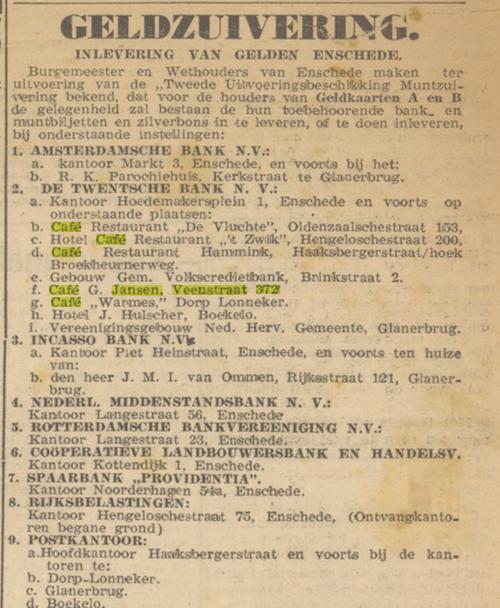 GELDZUIVERING.
INLEVERING VAN GELDEN ENSCHEDE.
Burgemeester en Wethouders van Enschede maken ter
uitvoering van de „Tweede Uitvoeringsbeschikking Muntzui-
vering bekend, dat voor de houders van Geldkaarten A en B
de gelegenheid zal bestaan de hun toebehoorende bank- en
muntbiljetten en zilverbons in te leveren, of te doen inleveren,
bij onderstaande instellingen:
1. AMSTERDAMSCHE BANK N.V.:
a. kantoor Markt 3, Enschede, en voorts bij het:
b. R. K. Parochiehuis, Kerkstraat te Glanerbrug.
2. DE TWENTSCHE BANK N. V.:
a. Kantoor Hoedemakersplein 1, Enschede en voorts op
onderstaande plaatsen:
b. Café Restaurant „De Vluchte”, Oldenzaalschestraat 153,
c. Hotel Café Restaurant „'t Zwik”, Hengeloschestraat 200,
d. Café Restaurant Hammink, Haaksbergerstraat/hoek
Broekheurnerweg.
e. Gebouw Gem. Volkscredietbank, Brinkstraat 2.
f. Café G. Jansen, Veenstraat 372
g. Café „Warmes,” Dorp Lonneker.
h. Hotel J. Hulscher, Boekelo.
i. Vereenigingsgebouw Ned. Herv. Gemeente, Glanerbrug.
3. INCASSO BANK N.V.
a. Kantoor Piet Heinstraat, Enschede, en voorts ten huize
van:
b. den heer J. M. I. van Ommen, Rijksstraat 121, Glaner-
brug.
4. NEDERL. MIDDENSTANDSBANK N. V.:
Kantoor Langestraat 56, Enschede
5. ROTTERDAMSCHE BANKVEREENIGING N.V.:
Kantoor Langestraat 23, Enschede.
6. COÖPERATIEVE LANDBOUWERSBANK EN HANDELSV.
Kantoor Kottendijk 1, Enschede.
7. SPAARBANK „PROVIDENTIA”.
Kantoor Noorderhagen 54a, Enschede.
8. RIJKSBELASTINGEN:
Kantoor Hengeloschestraat 75, Enschede, (Ontvangkanto-
ren begane grond)
9. POSTKANTOOR:
a.Hoofdkantoor Haaksbergerstraat en voorts bij de kan-
toren te:
b. Dorp-Lonneker.
c. Glanerbrug.
d. Boekelo.